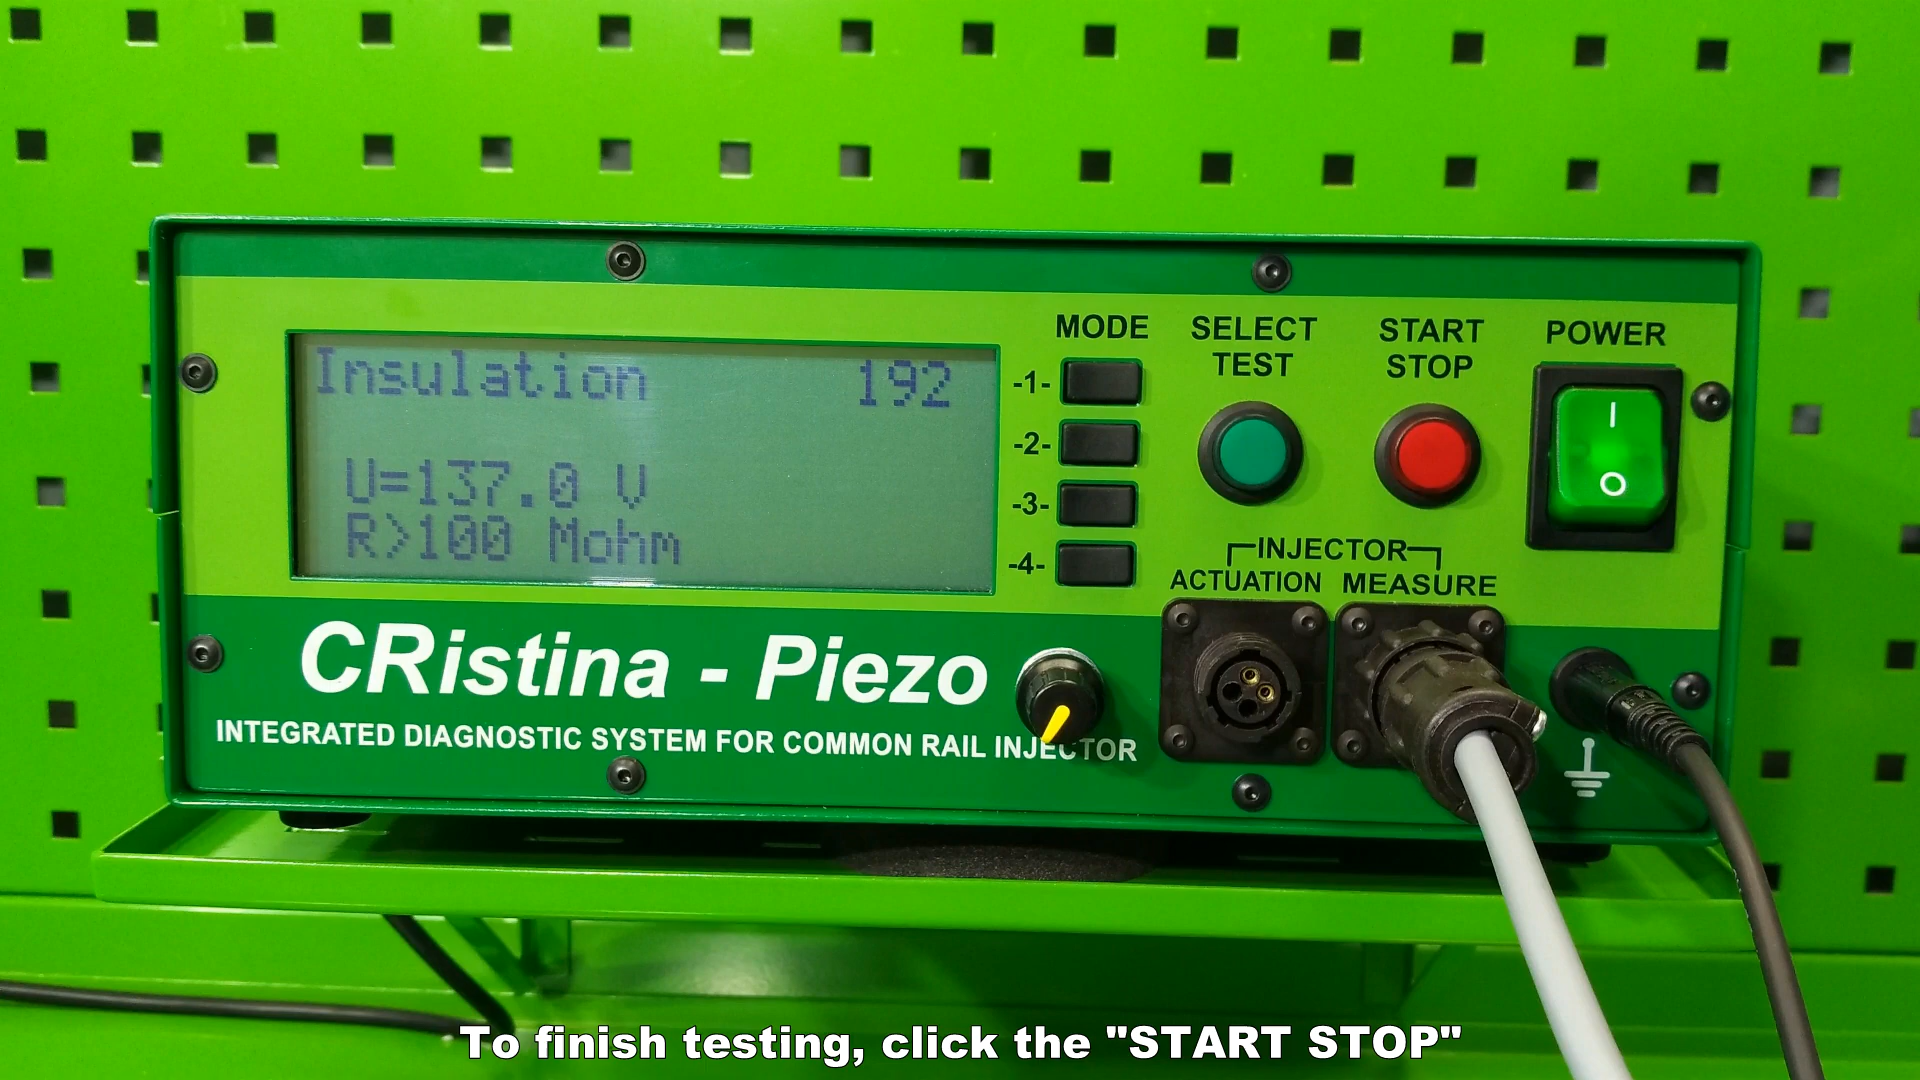 Insulation 192
U=137.0 V
R>100 Mohm
MODE
-1-
-2-
-3-
-4-
SELECT
TEST
START
STOP
POWER
I
O
INJECTOR
ACTUATION MEASURE
CRistina - Piezo
INTEGRATED DIAGNOSTIC SYSTEM FOR COMMON RAIL INJECTOR
To finish testing, click the "START STOP"